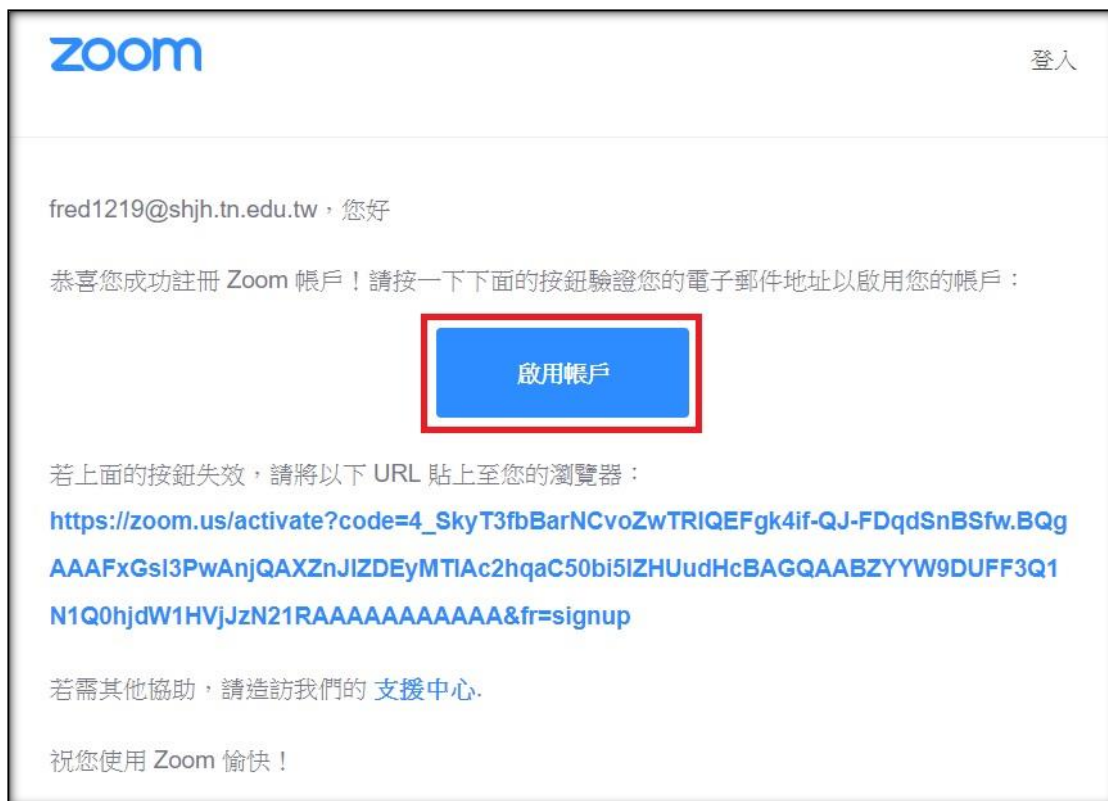 zoom
登入
fred1219@shjh.tn.edu.tw，您好
恭喜您成功註冊 Zoom 帳戶！請按一下下面的按鈕驗證您的電子郵件地址以啟用您的帳戶：
啟用帳戶
若上面的按鈕失效，請將以下 URL 貼上至您的瀏覽器：
https://zoom.us/activate?code=4_SkyT3fbBarNCvoZwTRIQEFgk4if-QJ-FDqdSnBSfw.BQg
AAAFxGsI3PwAnjQAXZnJlZDEyMTlAc2hqaC50bi5lZHUudHcBAGQAABZYYW9DUFF3Q1
N1Q0hjdW1HVjJzN21RAAAAAAAAAAA&fr=signup
若需其他協助，請造訪我們的 支援中心.
祝您使用 Zoom 愉快！